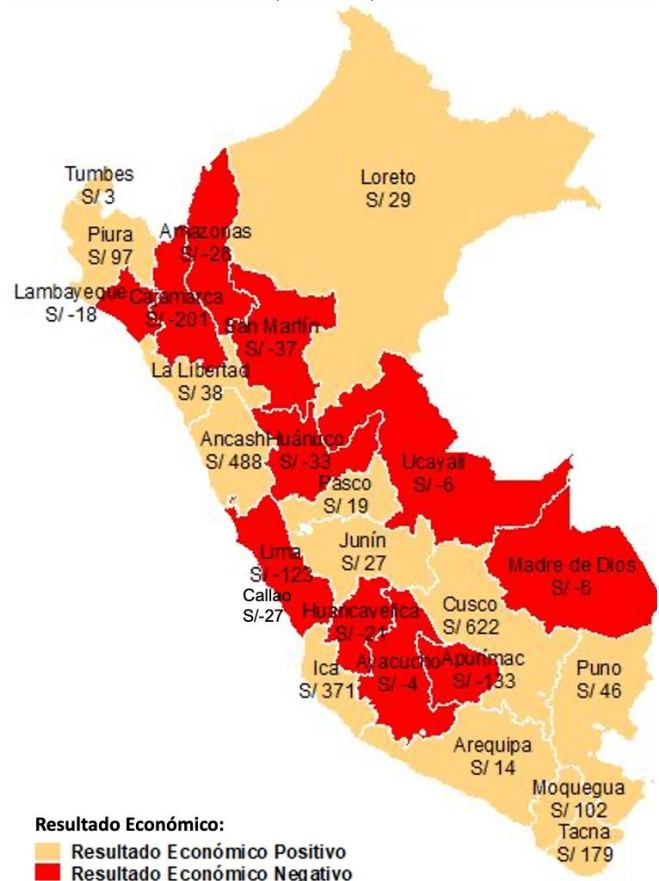 Loreto
S/ 29
Tumbes
S/ 3
Piura
S/ 97
Amazonas
S/ -26
Lambayeque
S/ -18
Cajamarca
S/ -201
San Martín
S/ -37
La Libertad
S/ 38
Ancash
S/ 488
Huánuco
S/ -33
Ucayali
S/ -6
Pasco
S/ 19
Junín
S/ 27
Lima
S/ -123
Callao
S/-27
Madre de Dios
S/ -6
Huancavelica
S/ -21
Cusco
S/ 622
Ica
S/ 371
Ayacucho
S/ -4
Apurímac
S/ -133
Puno
S/ 46
Arequipa
S/ 14
Moquegua
S/ 102
Tacna
S/ 179
Resultado Económico:
Resultado Económico Positivo
Resultado Económico Negativo